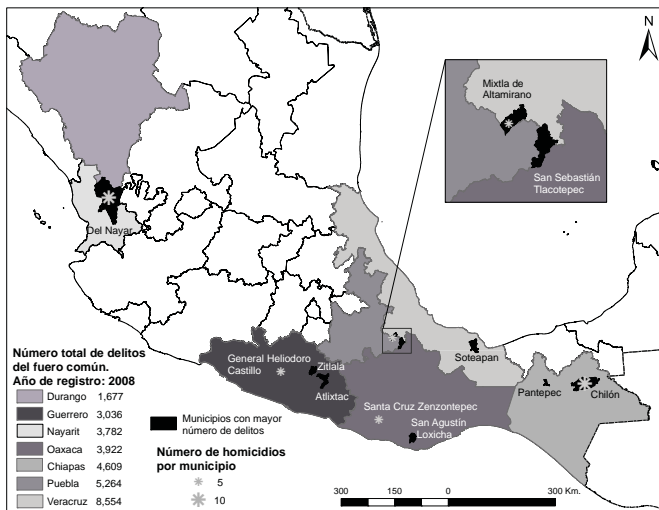 N
Mixtla de
Altamirano
San Sebastián
Tlacotepec
Del Nayar
General Heliodoro
Castillo
Zitlala
Atlixtac
Santa Cruz Zenzontepec
San Agustín
Loxicha
Soteapan
Pantepec
Chilón
Número total de delitos
del fuero común.
Año de registro: 2008
Durango 1,677
Guerrero 3,036
Nayarit 3,782
Oaxaca 3,922
Chiapas 4,609
Puebla 5,264
Veracruz 8,554
Municipios con mayor
número de delitos
Número de homicidios
por municipio
5
10
300 0 300 Km.